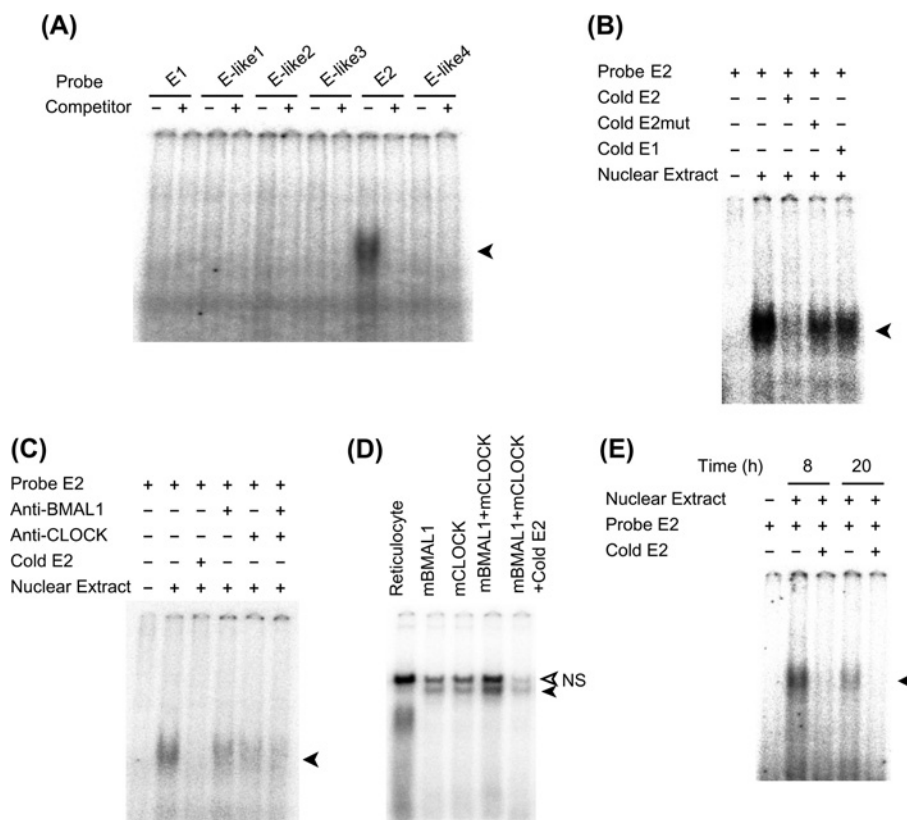 (A)
Probe E1 E-like1 E-like2 E-like3 E2 E-like4
Competitor − + − + − + − + − + − +
(B)
Probe E2 + + + + +
Cold E2 − − + − −
Cold E2mut − − − + −
Cold E1 − − − − +
Nuclear Extract − + + + +
(C)
Probe E2 + + + + + +
Anti-BMAL1 − − − + − +
Anti-CLOCK − − − − + +
Cold E2 − − + − − −
Nuclear Extract − + + + + +
(D)
Reticulocyte
mBMAL1
mCLOCK
mBMAL1+mCLOCK
mBMAL1+mCLOCK
+Cold E2
NS
(E)
Time (h) 8 20
Nuclear Extract − + + + +
Probe E2 + + + + +
Cold E2 − − + − +